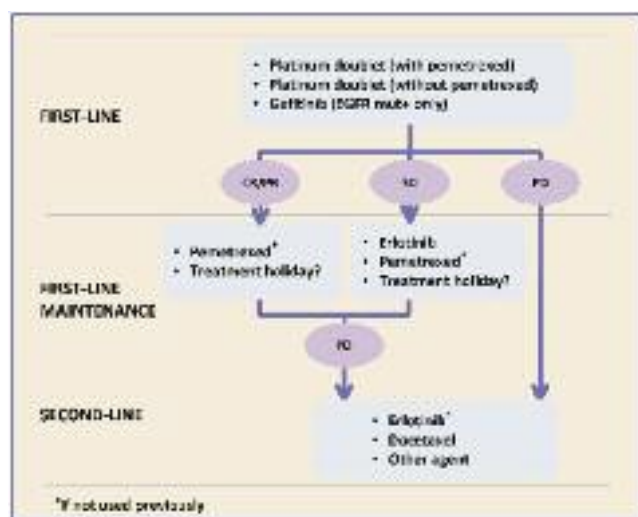 • Platinum doublet (with pemetrexed)
• Platinum doublet (without pemetrexed)
• Gefitinib (EGFR mut+ only)
FIRST-LINE
CR/PR
SD
PD
• Pemetrexed*
• Treatment holiday?
• Erlotinib
• Pemetrexed*
• Treatment holiday?
FIRST-LINE
MAINTENANCE
PD
SECOND-LINE
• Erlotinib*
• Docetaxel
• Other agent
*If not used previously